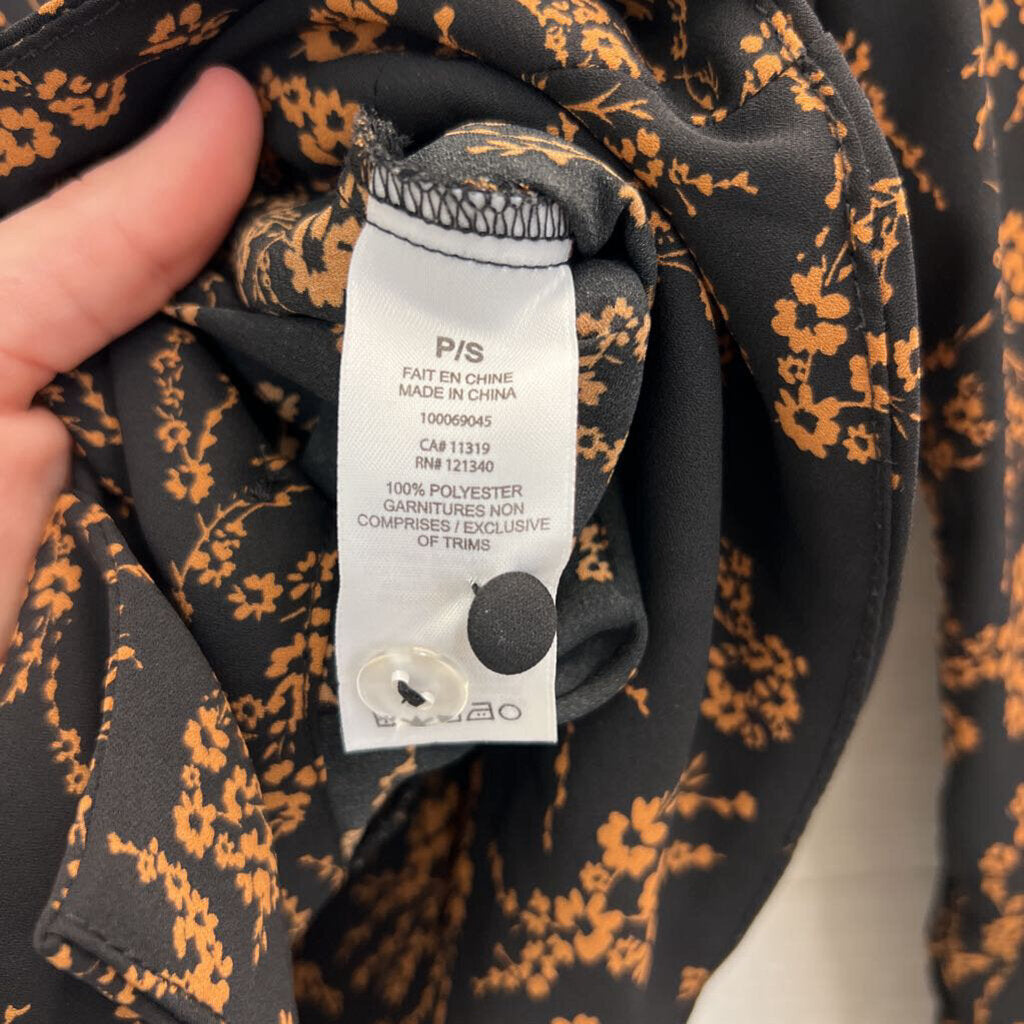 P/S
FAIT EN CHINE
MADE IN CHINA
100069045
CA# 11319
RN# 121340
100% POLYESTER
GARNITURES NON
COMPRISES / EXCLUSIVE
OF TRIMS